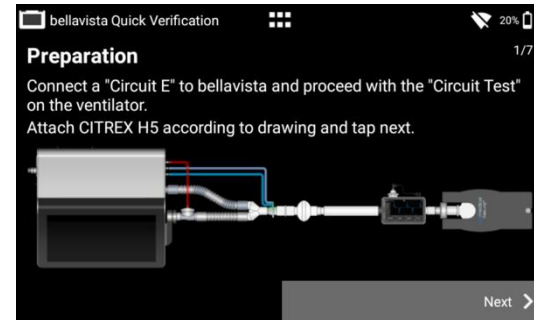 bellavista Quick Verification
20%
Preparation
1/7
Connect a "Circuit E" to bellavista and proceed with the "Circuit Test"
on the ventilator.
Attach CITREX H5 according to drawing and tap next.
Next